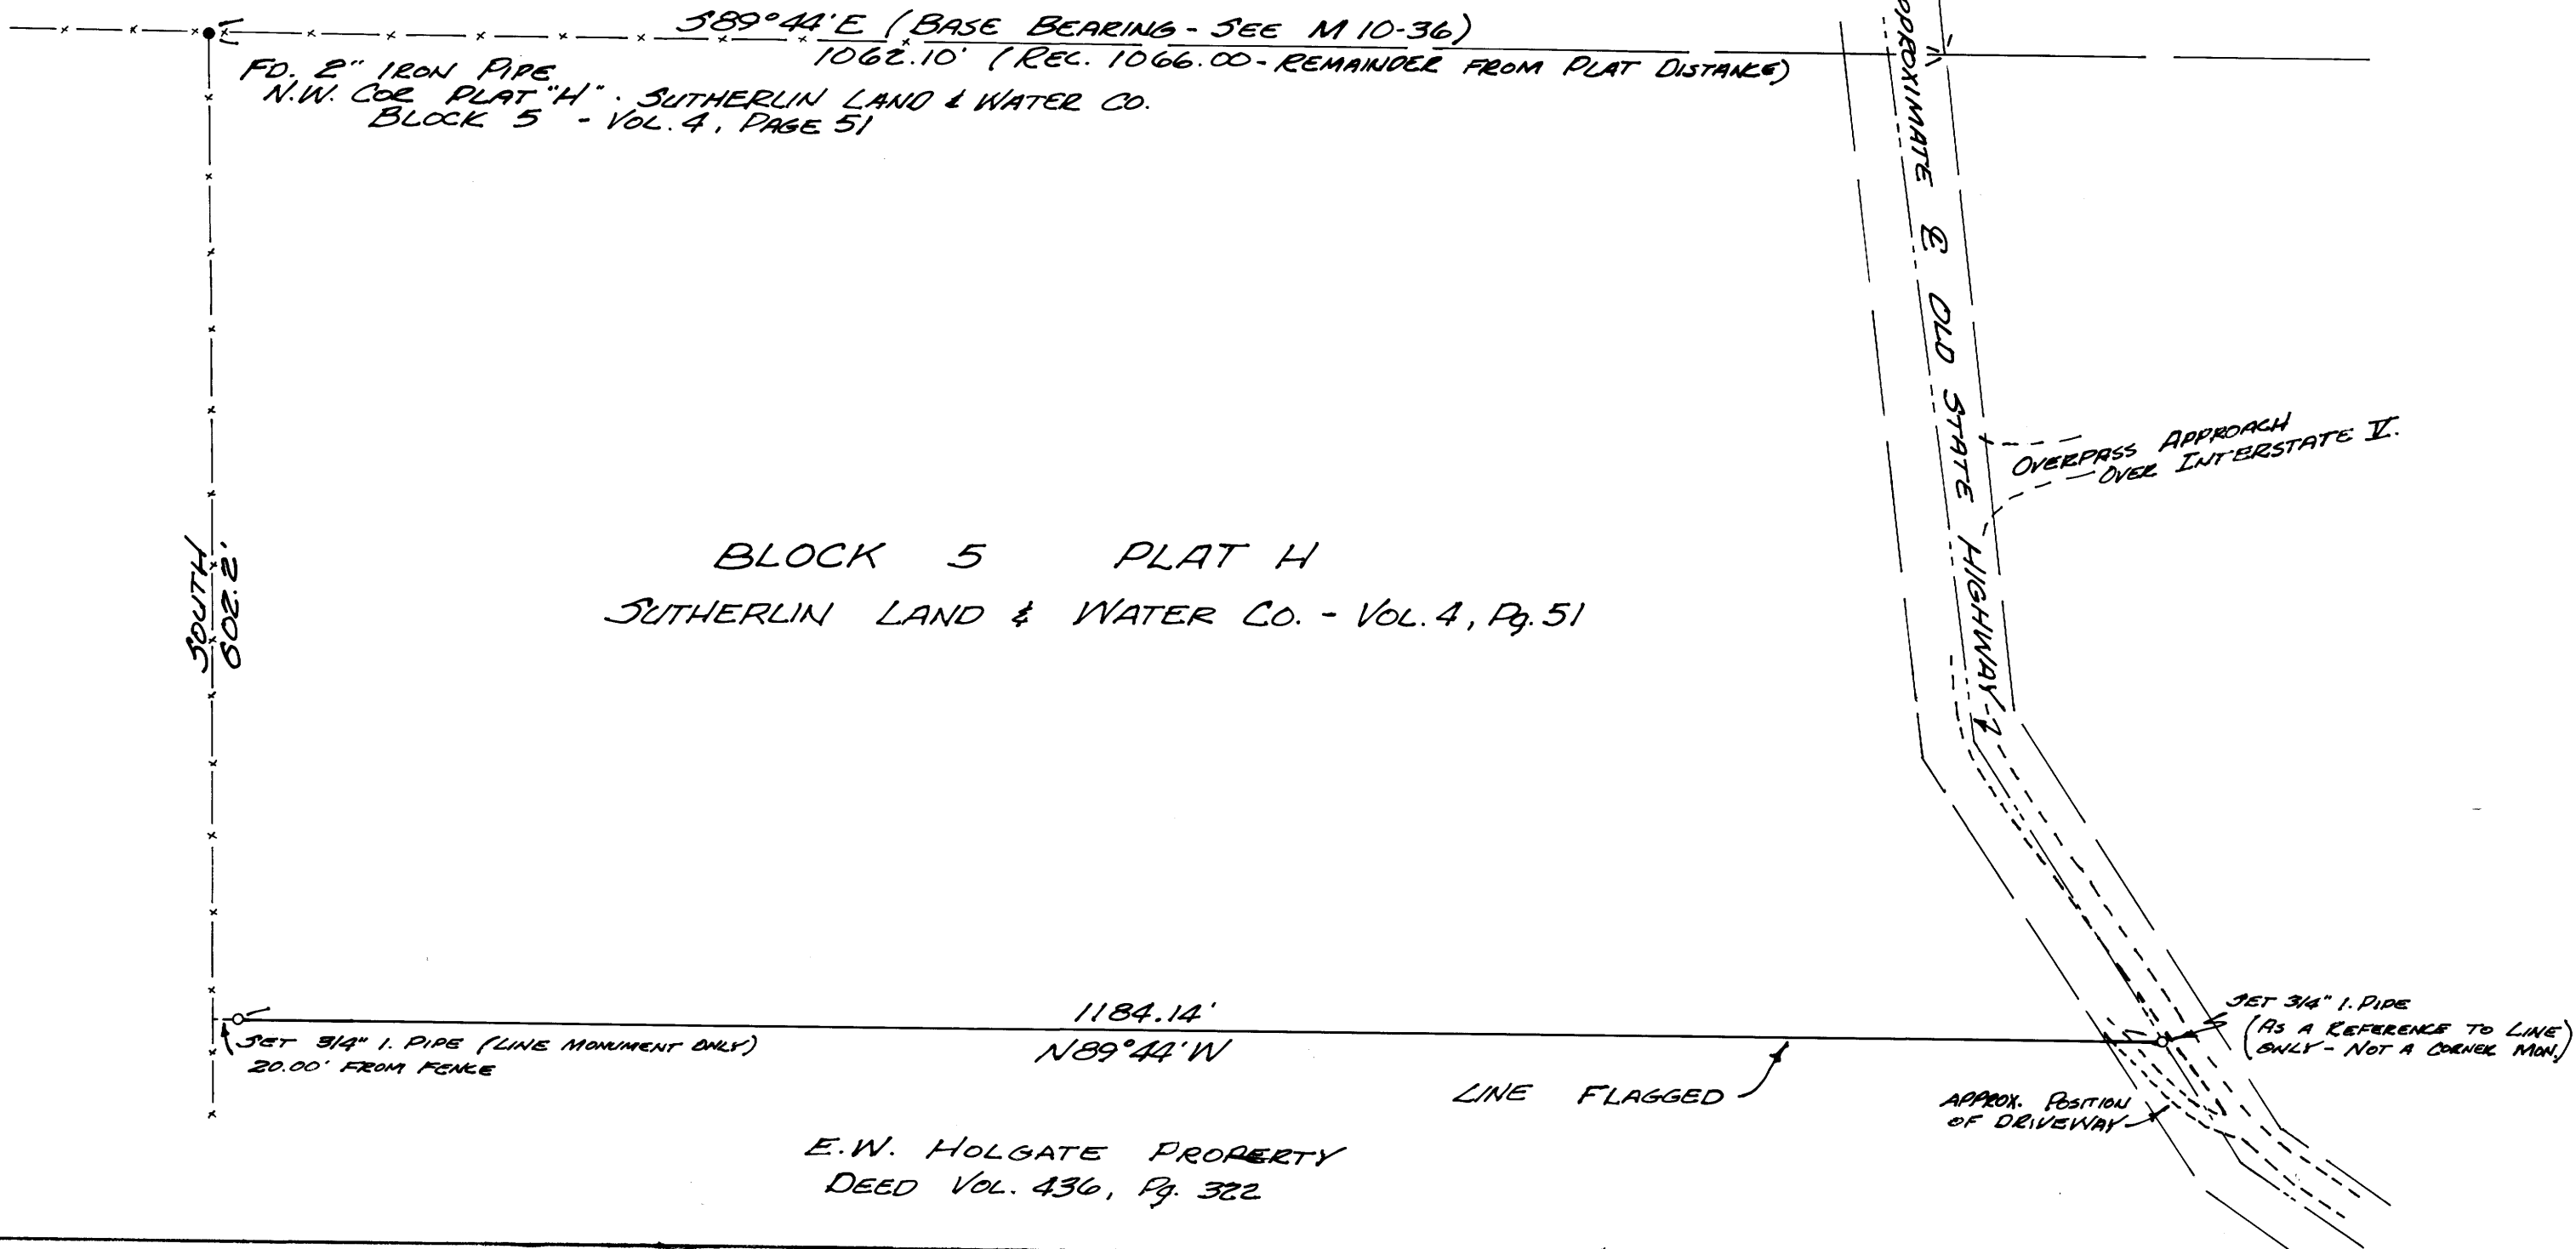 S89°44'E (BASE BEARING - SEE M 10-36)
1062.10' (REC. 1066.00 - REMAINDER FROM PLAT DISTANCE)
FD. 2" IRON PIPE
N.W. COR PLAT "H" · SUTHERLIN LAND & WATER CO.
BLOCK 5 - VOL. 4, PAGE 51
APPROXIMATE ℄ OLD STATE HIGHWAY
OVERPASS APPROACH
OVER INTERSTATE V.
SOUTH
602.2'
BLOCK 5 PLAT H
SUTHERLIN LAND & WATER CO. - VOL. 4, Pg. 51
1184.14'
N89°44'W
SET 3/4" I. PIPE (LINE MONUMENT ONLY)
20.00' FROM FENCE
LINE FLAGGED
SET 3/4" I. PIPE
(AS A REFERENCE TO LINE
ONLY - NOT A CORNER MON.)
APPROX. POSITION
OF DRIVEWAY
E.W. HOLGATE PROPERTY
DEED VOL. 436, Pg. 322